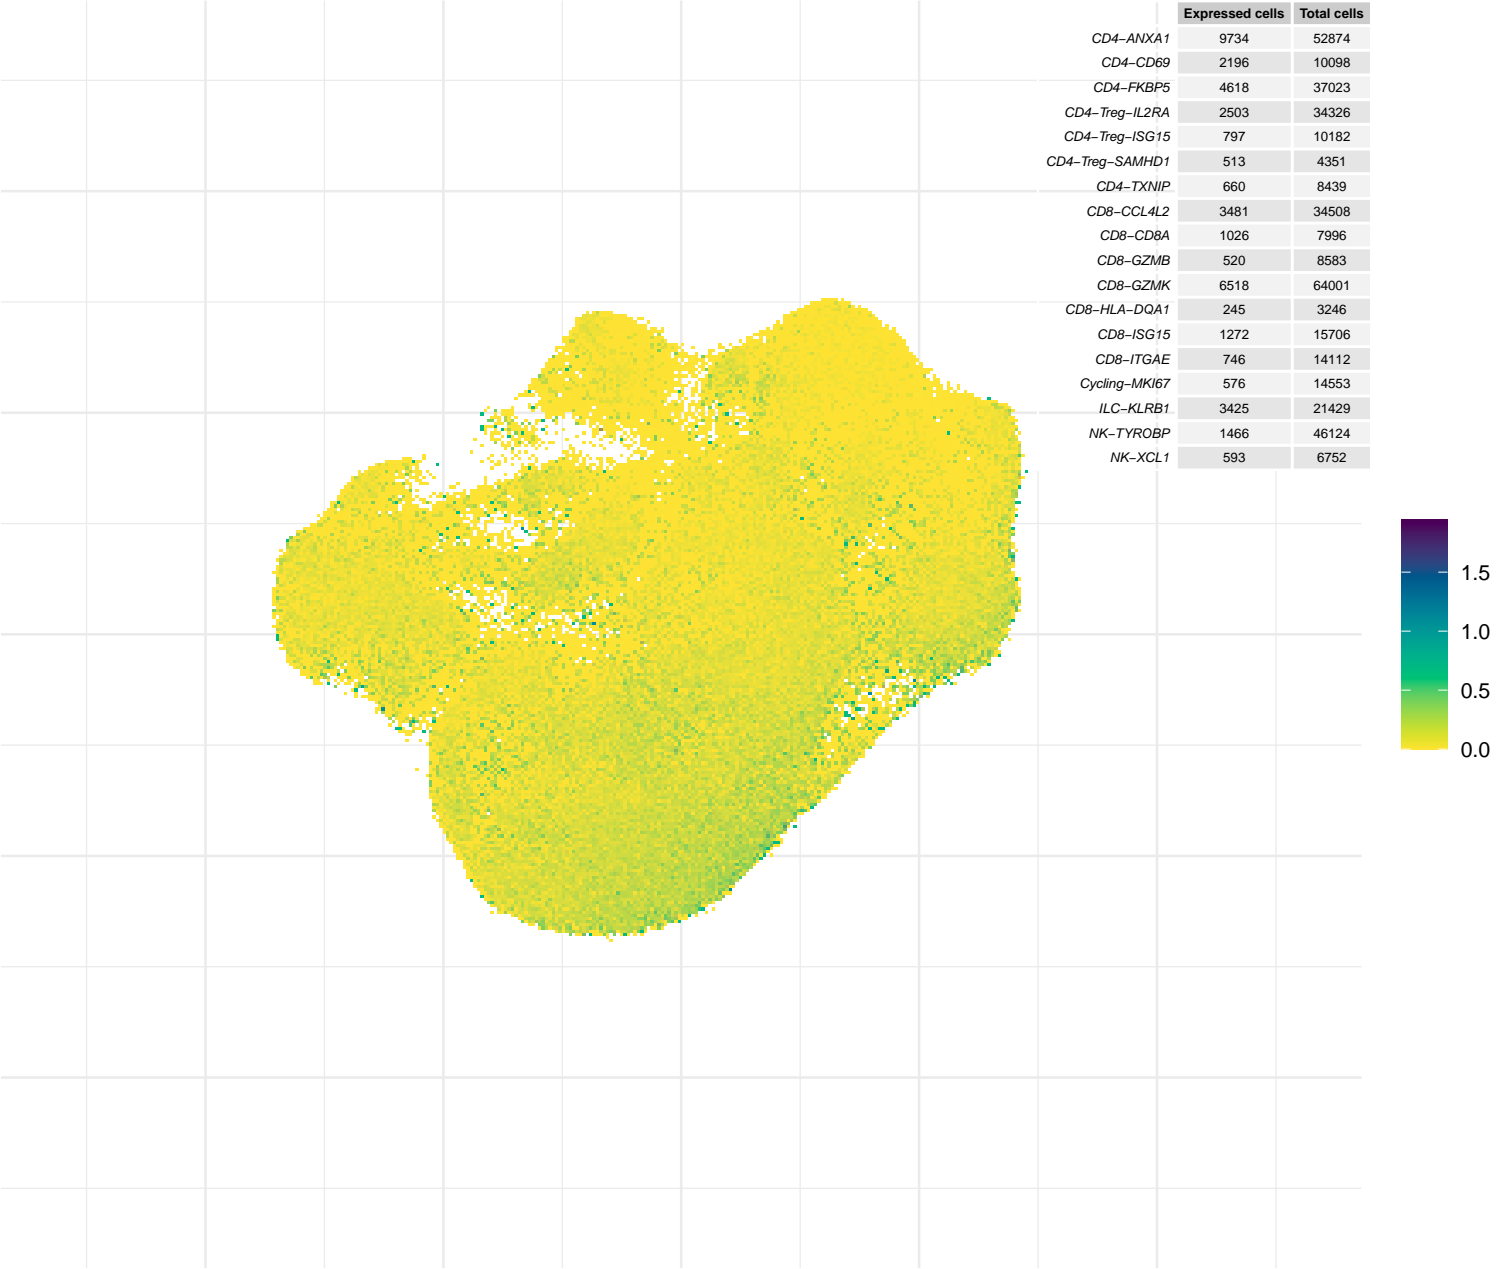 Expressed cells Total cells
CD4−ANXA1 9734 52874
CD4−CD69 2196 10098
CD4−FKBP5 4618 37023
CD4−Treg−IL2RA 2503 34326
CD4−Treg−ISG15 797 10182
CD4−Treg−SAMHD1 513 4351
CD4−TXNIP 660 8439
CD8−CCL4L2 3481 34508
CD8−CD8A 1026 7996
CD8−GZMB 520 8583
CD8−GZMK 6518 64001
CD8−HLA−DQA1 245 3246
CD8−ISG15 1272 15706
CD8−ITGAE 746 14112
Cycling−MKI67 576 14553
ILC−KLRB1 3425 21429
NK−TYROBP 1466 46124
NK−XCL1 593 6752
1.5
1.0
0.5
0.0